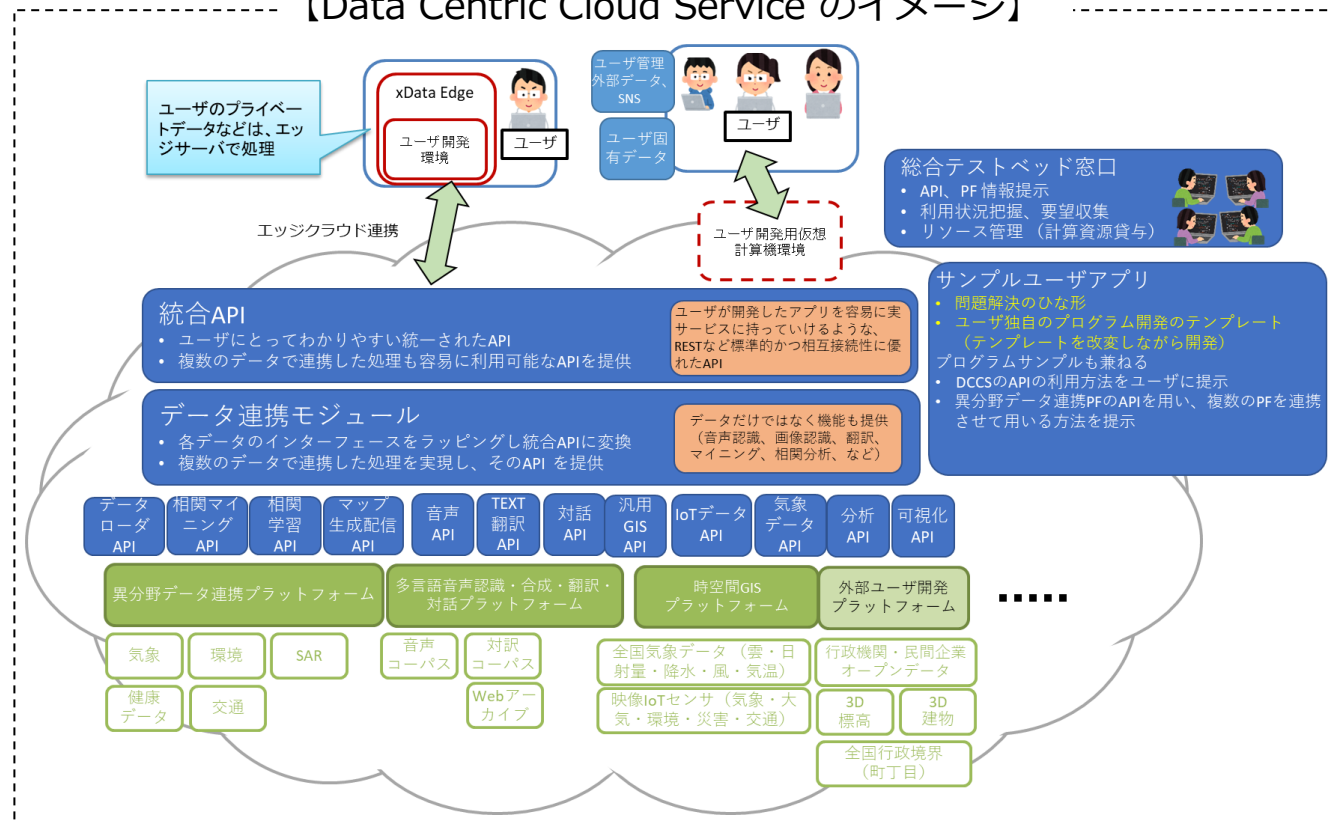 【Data Centric Cloud Service のイメージ】
ユーザのプライベー
トデータなどは、エッ
ジサーバで処理
xData Edge
ユーザ開発
環境
ユーザ
ユーザ管理
外部データ、
SNS
ユーザ固
有データ
ユーザ
エッジクラウド連携
ユーザ開発用仮想
計算機環境
総合テストベッド窓口
• API、PF 情報提示
• 利用状況把握、要望収集
• リソース管理 （計算資源貸与）
統合API
• ユーザにとってわかりやすい統一されたAPI
• 複数のデータで連携した処理も容易に利用可能なAPIを提供
ユーザが開発したアプリを容易に実
サービスに持っていけるような、
RESTなど標準的かつ相互接続性に優
れたAPI
サンプルユーザアプリ
• 問題解決のひな形
• ユーザ独自のプログラム開発のテンプレート
（テンプレートを改変しながら開発）
プログラムサンプルも兼ねる
• DCCSのAPIの利用方法をユーザに提示
• 異分野データ連携PFのAPIを用い、複数のPFを連携
させて用いる方法を提示
データ連携モジュール
• 各データのインターフェースをラッピングし統合APIに変換
• 複数のデータで連携した処理を実現し、そのAPI を提供
データだけではなく機能も提供
（音声認識、画像認識、翻訳、
マイニング、相関分析、など）
データ
ローダ
API
相関マイ
ニング
API
相関
学習
API
マップ
生成配信
API
音声
API
TEXT
翻訳
API
対話
API
汎用
GIS
API
IoTデータ
API
気象
データ
API
分析
API
可視化
API
異分野データ連携プラットフォーム
多言語音声認識・合成・翻訳・
対話プラットフォーム
時空間GIS
プラットフォーム
外部ユーザ開発
プラットフォーム
▪▪▪▪▪
気象
環境
SAR
健康
データ
交通
音声
コーパス
対訳
コーパス
Webアー
カイブ
全国気象データ （雲・日
射量・降水・風・気温）
映像IoTセンサ（気象・大
気・環境・災害・交通）
行政機関・民間企業
オープンデータ
3D
標高
3D
建物
全国行政境界
（町丁目）